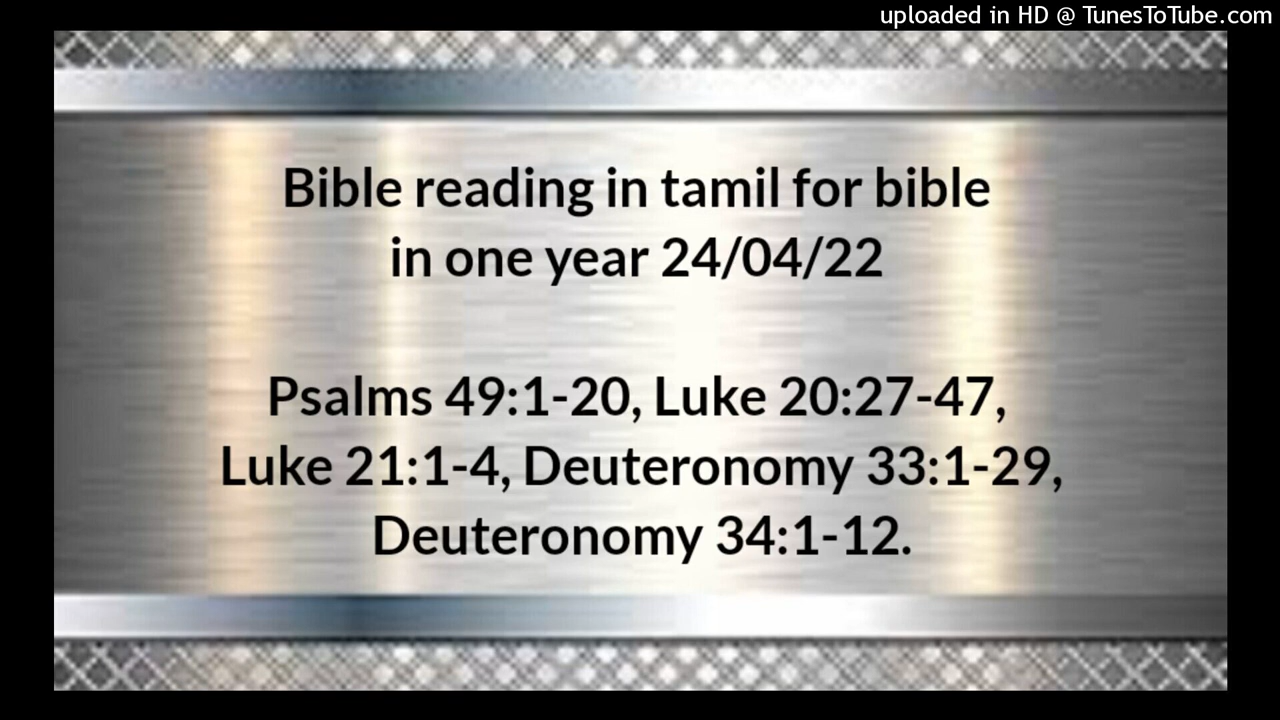 uploaded in HD @ TunesToTube.com
Bible reading in tamil for bible
in one year 24/04/22
Psalms 49:1-20, Luke 20:27-47,
Luke 21:1-4, Deuteronomy 33:1-29,
Deuteronomy 34:1-12.